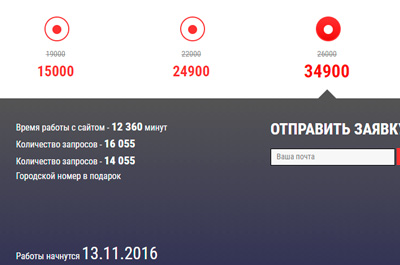 19000 22000 26000
15000 24900 34900
Время работы с сайтом - 12 360 минут
Количество запросов - 16 055
Количество запросов - 14 055
Городской номер в подарок
ОТПРАВИТЬ ЗАЯВКУ
Ваша почта
Работы начнутся 13.11.2016